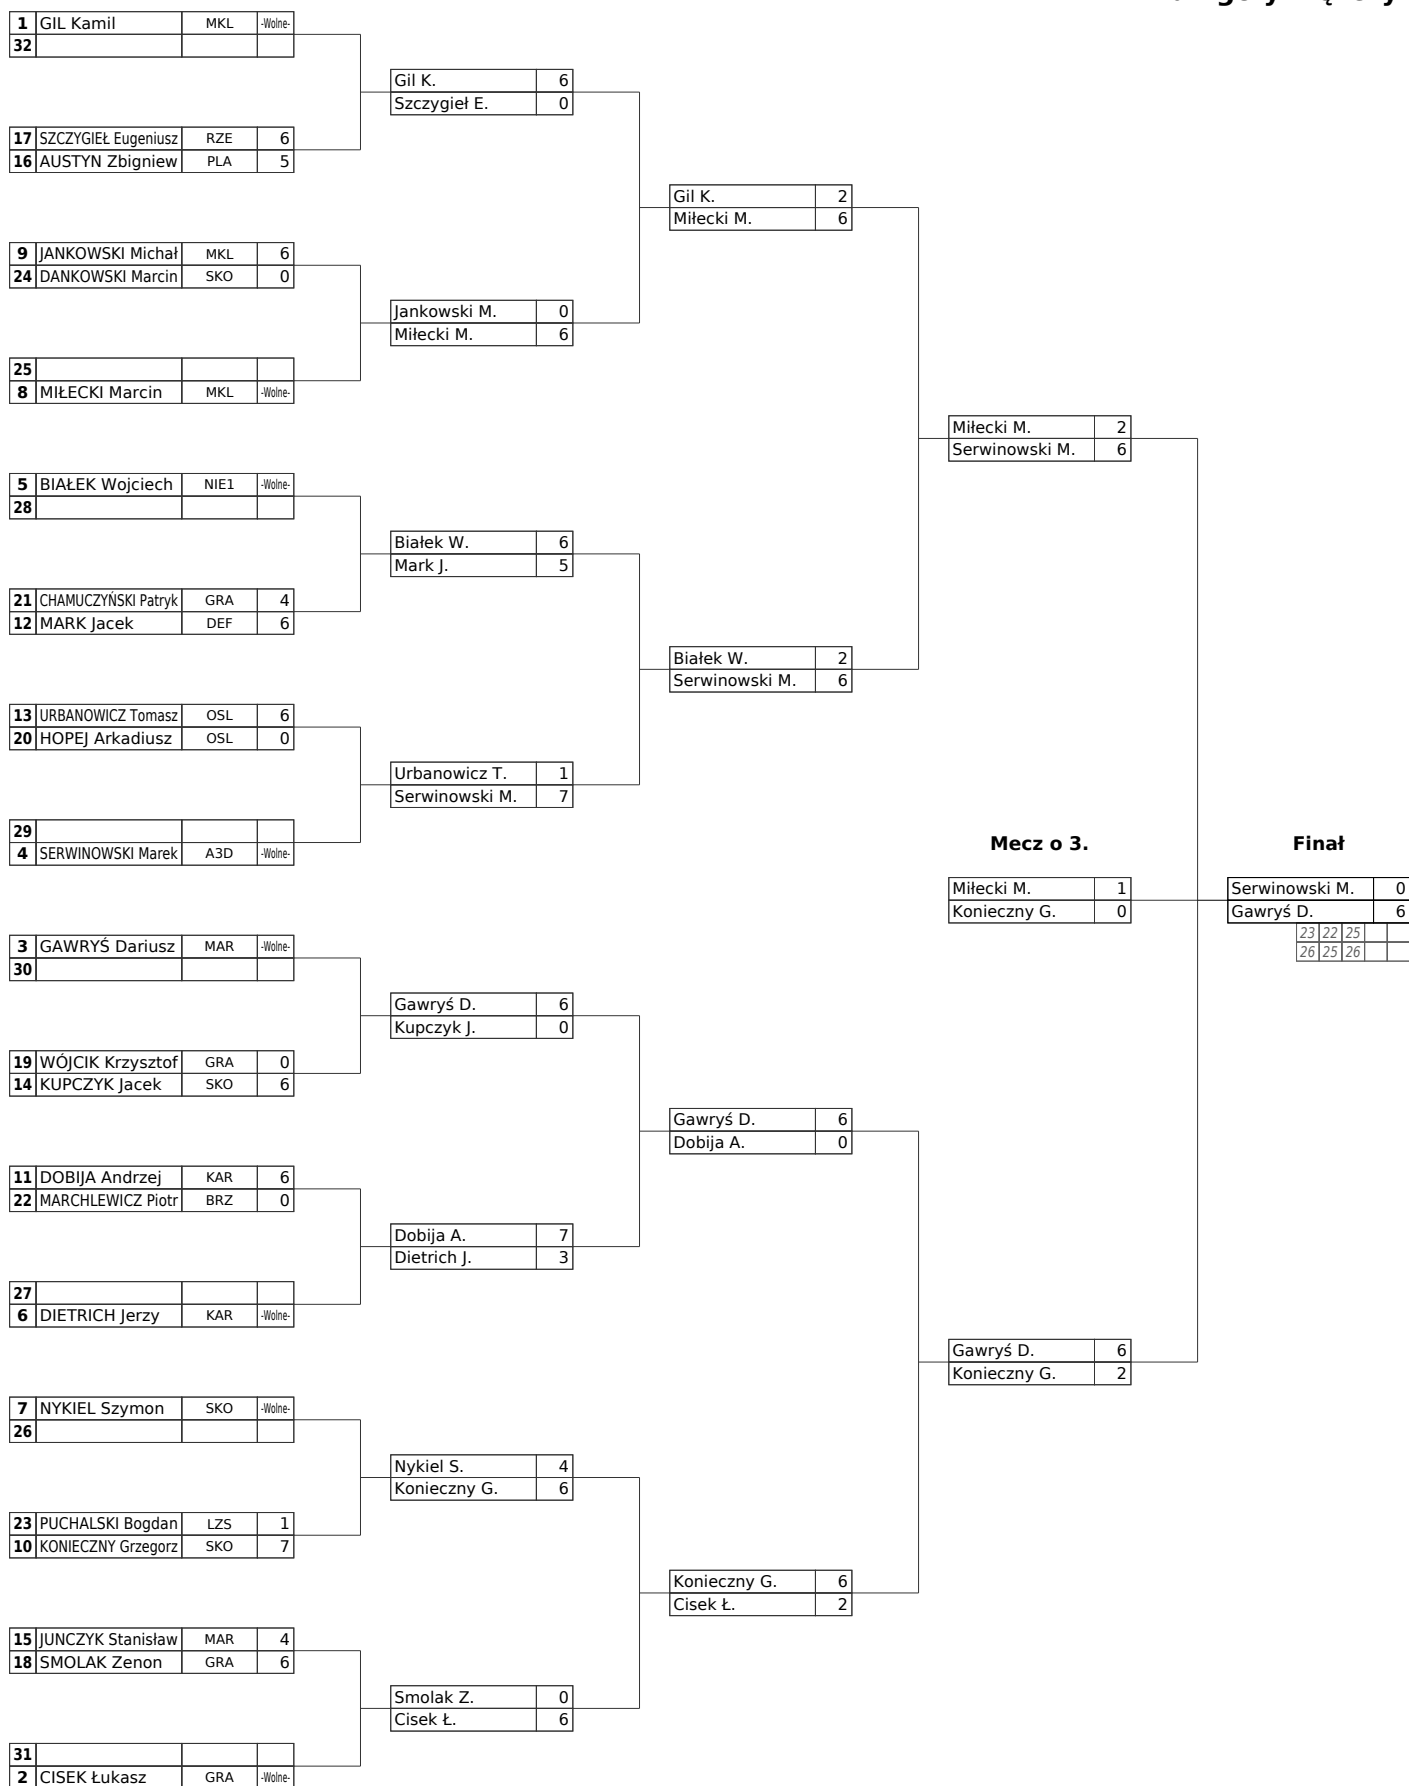 1 GIL Kamil MKL -Wolne-
32
Gil K. 6
Szczygieł E. 0
17 SZCZYGIEŁ Eugeniusz RZE 6
16 AUSTYN Zbigniew PLA 5
Gil K. 2
Miłecki M. 6
9 JANKOWSKI Michał MKL 6
24 DANKOWSKI Marcin SKO 0
Jankowski M. 0
Miłecki M. 6
25
8 MIŁECKI Marcin MKL -Wolne-
Miłecki M. 2
Serwinowski M. 6
5 BIAŁEK Wojciech NIE1 -Wolne-
28
Białek W. 6
Mark J. 5
21 CHAMUCZYŃSKI Patryk GRA 4
12 MARK Jacek DEF 6
Białek W. 2
Serwinowski M. 6
13 URBANOWICZ Tomasz OSL 6
20 HOPEJ Arkadiusz OSL 0
Urbanowicz T. 1
Serwinowski M. 7
29
4 SERWINOWSKI Marek A3D -Wolne-
Mecz o 3. Finał
Miłecki M. 1 Serwinowski M. 0
Konieczny G. 0 Gawryś D. 6
23 22 25
26 25 26
3 GAWRYŚ Dariusz MAR -Wolne-
30
Gawryś D. 6
Kupczyk J. 0
19 WÓJCIK Krzysztof GRA 0
14 KUPCZYK Jacek SKO 6
Gawryś D. 6
Dobija A. 0
11 DOBIJA Andrzej KAR 6
22 MARCHLEWICZ Piotr BRZ 0
Dobija A. 7
Dietrich J. 3
27
6 DIETRICH Jerzy KAR -Wolne-
Gawryś D. 6
Konieczny G. 2
7 NYKIEL Szymon SKO -Wolne-
26
Nykiel S. 4
Konieczny G. 6
23 PUCHALSKI Bogdan LZS 1
10 KONIECZNY Grzegorz SKO 7
Konieczny G. 6
Cisek Ł. 2
15 JUNCZYK Stanisław MAR 4
18 SMOLAK Zenon GRA 6
Smolak Z. 0
Cisek Ł. 6
31
2 CISEK Łukasz GRA -Wolne-